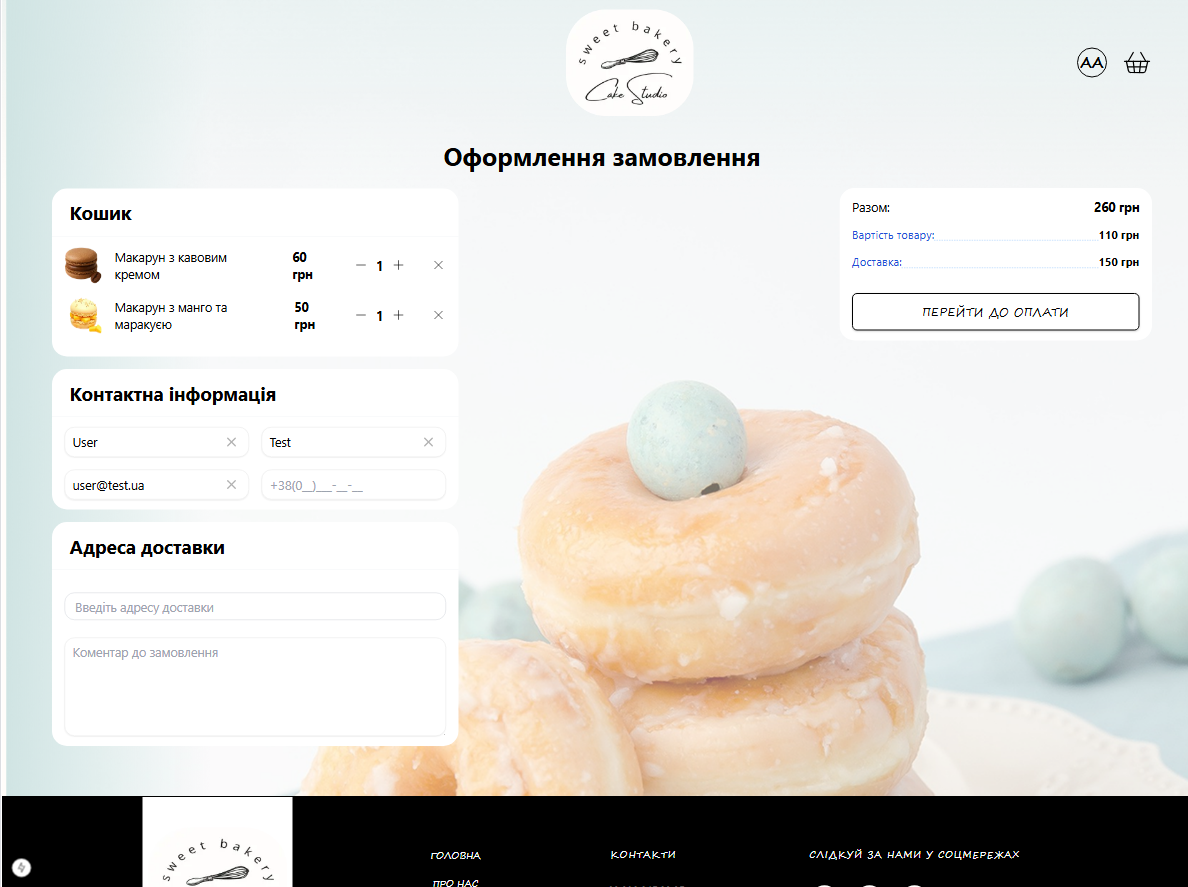 sweet bakery
Cake Studio
AA
Оформлення замовлення
Кошик
Макарун з кавовим
кремом
60
грн
1
Макарун з манго та
маракуєю
50
грн
1
Разом:
260 грн
Вартість товару:
110 грн
Доставка:
150 грн
ПЕРЕЙТИ ДО ОПЛАТИ
Контактна інформація
User
Test
user@test.ua
+38(0__)___-__-__
Адреса доставки
Введіть адресу доставки
Коментар до замовлення
sweet bakery
ГОЛОВНА
КОНТАКТИ
СЛІДКУЙ ЗА НАМИ У СОЦМЕРЕЖАХ
ПРО НАС